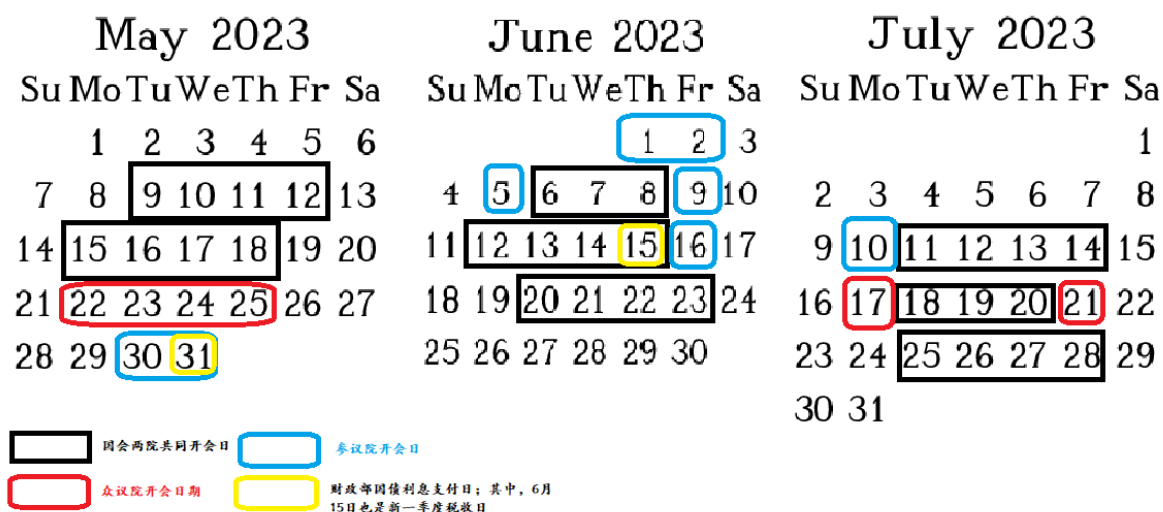 May 2023
Su Mo Tu We Th Fr Sa
1 2 3 4 5 6
7 8 9 10 11 12 13
14 15 16 17 18 19 20
21 22 23 24 25 26 27
28 29 30 31
June 2023
Su Mo Tu We Th Fr Sa
1 2 3
4 5 6 7 8 9 10
11 12 13 14 15 16 17
18 19 20 21 22 23 24
25 26 27 28 29 30
July 2023
Su Mo Tu We Th Fr Sa
1
2 3 4 5 6 7 8
9 10 11 12 13 14 15
16 17 18 19 20 21 22
23 24 25 26 27 28 29
30 31
国会两院共同开会日
参议院开会日
众议院开会日期
财政部国债利息支付日；其中，6月
15日也是新一季度税收日